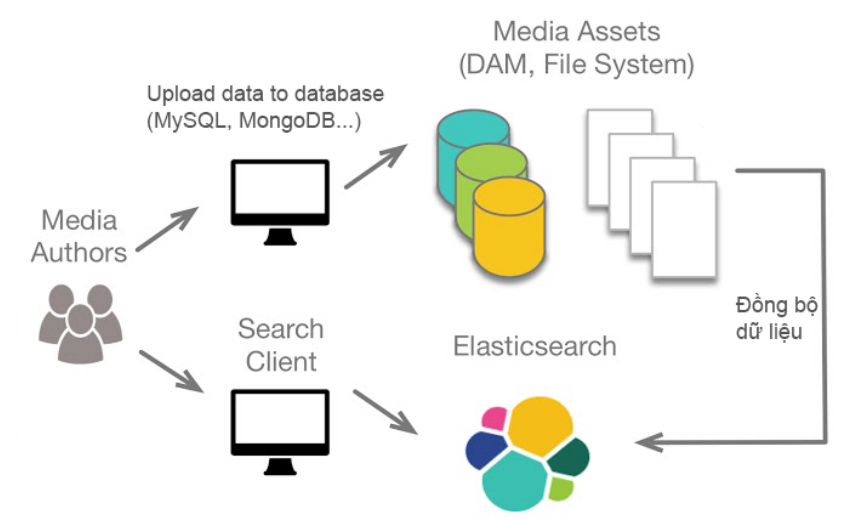 Media Assets
(DAM, File System)
Upload data to database
(MySQL, MongoDB...)
Media
Authors
Search
Client
Elasticsearch
Đồng bộ
dữ liệu